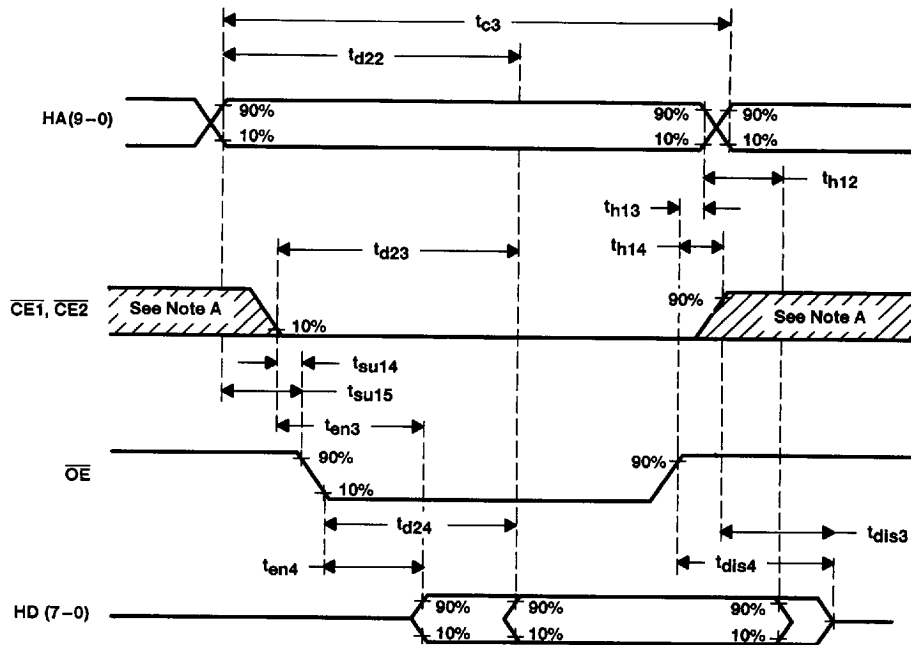 tc3
td22
HA(9–0)
90%
10%
90%
10%
90%
10%
th12
th13
th14
td23
CE1, CE2
See Note A
10%
90%
See Note A
tsu14
tsu15
ten3
OE
90%
10%
90%
td24
tdis3
ten4
tdis4
HD (7–0)
90%
10%
90%
10%
90%
10%